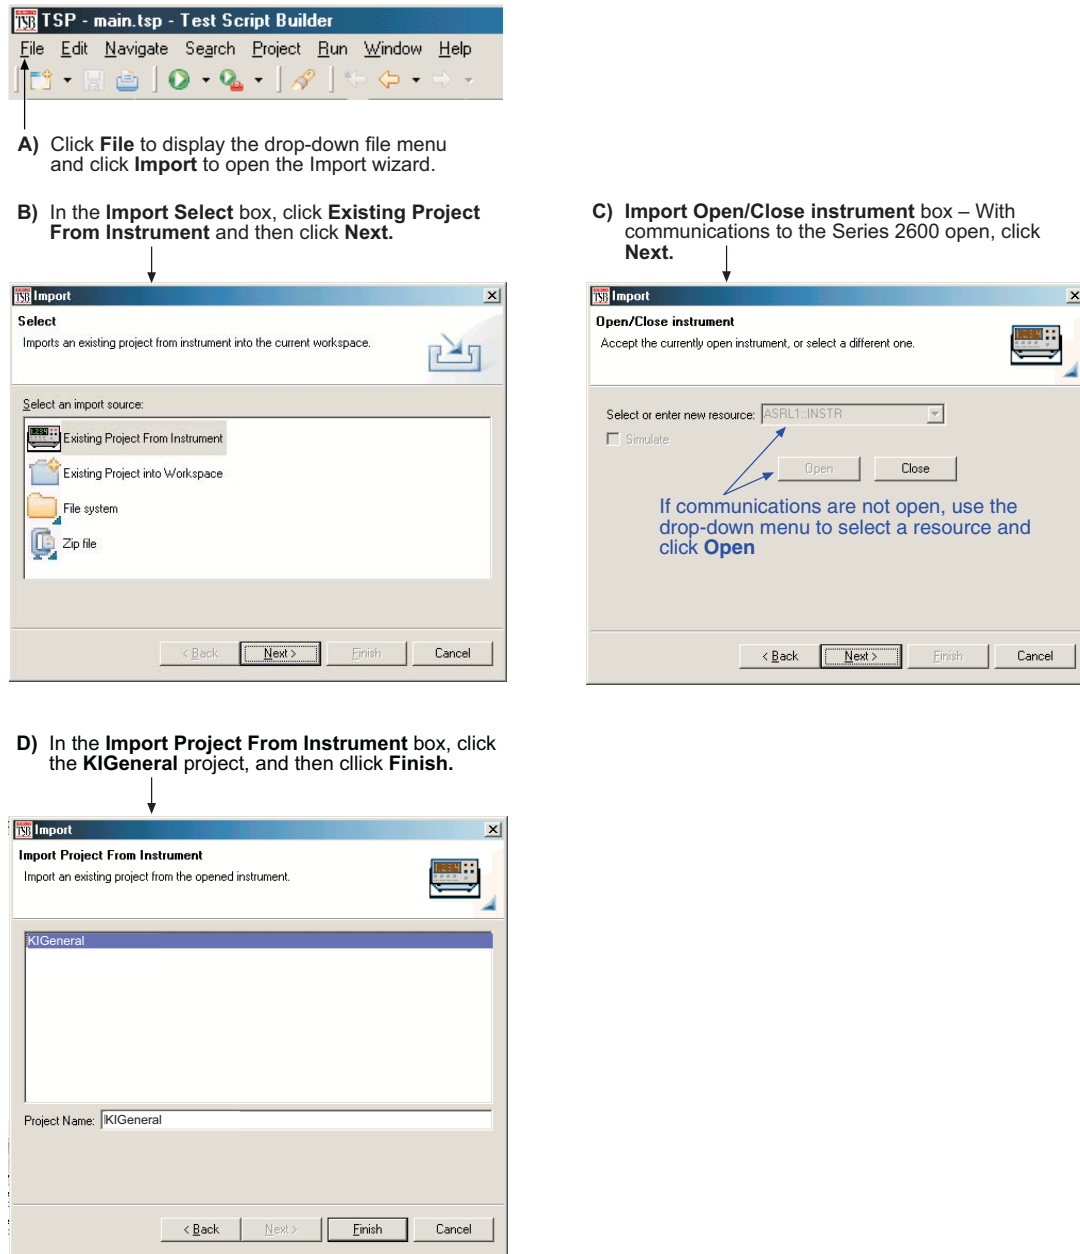 TSB TSP - main.tsp - Test Script Builder
File Edit Navigate Search Project Run Window Help
A) Click File to display the drop-down file menu
and click Import to open the Import wizard.
B) In the Import Select box, click Existing Project
From Instrument and then click Next.
TSB Import
Select
Imports an existing project from instrument into the current workspace.
Select an import source:
Existing Project From Instrument
Existing Project into Workspace
File system
Zip file
< Back Next > Finish Cancel
C) Import Open/Close instrument box – With
communications to the Series 2600 open, click
Next.
TSB Import
Open/Close instrument
Accept the currently open instrument, or select a different one.
Select or enter new resource: ASRL1::INSTR
Simulate
Open Close
If communications are not open, use the
drop-down menu to select a resource and
click Open
< Back Next > Finish Cancel
D) In the Import Project From Instrument box, click
the KIGeneral project, and then cllick Finish.
TSB Import
Import Project From Instrument
Import an existing project from the opened instrument.
KIGeneral
Project Name: KIGeneral
< Back Next > Finish Cancel